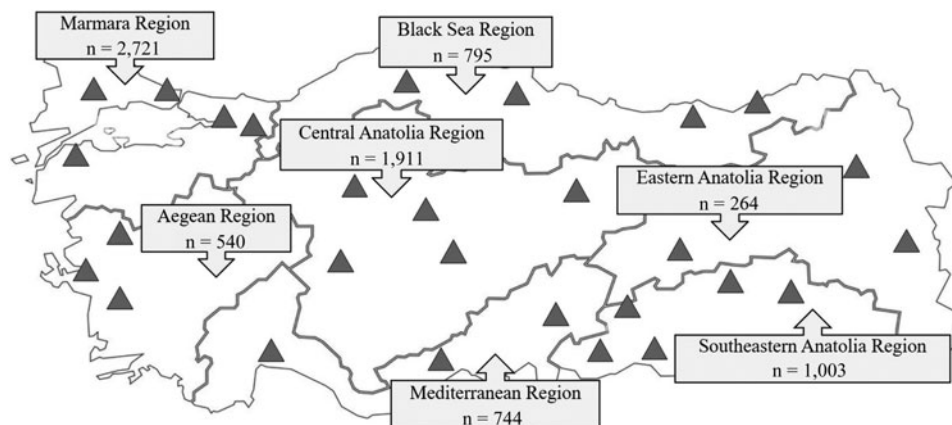 Marmara Region
n = 2,721
Black Sea Region
n = 795
Central Anatolia Region
n = 1,911
Eastern Anatolia Region
n = 264
Aegean Region
n = 540
Southeastern Anatolia Region
n = 1,003
Mediterranean Region
n = 744